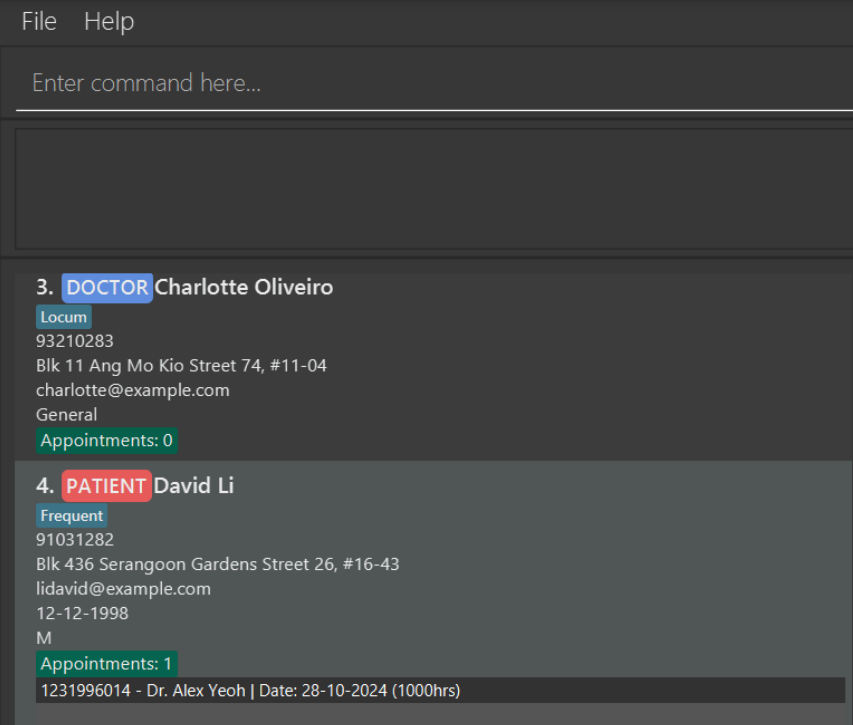 File Help
Enter command here...
3. DOCTOR Charlotte Oliveiro
Locum
93210283
Blk 11 Ang Mo Kio Street 74, #11-04
charlotte@example.com
General
Appointments: 0
4. PATIENT David Li
Frequent
91031282
Blk 436 Serangoon Gardens Street 26, #16-43
lidavid@example.com
12-12-1998
M
Appointments: 1
1231996014 - Dr. Alex Yeoh | Date: 28-10-2024 (1000hrs)